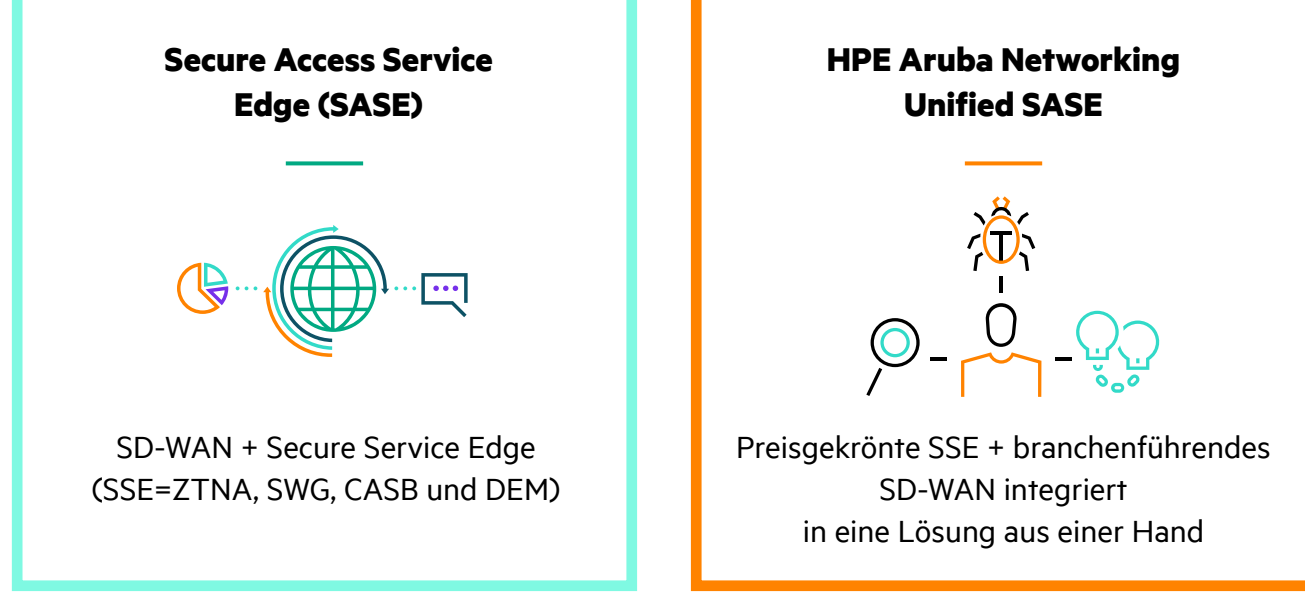 Secure Access Service
Edge (SASE)
SD-WAN + Secure Service Edge
(SSE=ZTNA, SWG, CASB und DEM)
HPE Aruba Networking
Unified SASE
Preisgekrönte SSE + branchenführendes
SD-WAN integriert
in eine Lösung aus einer Hand